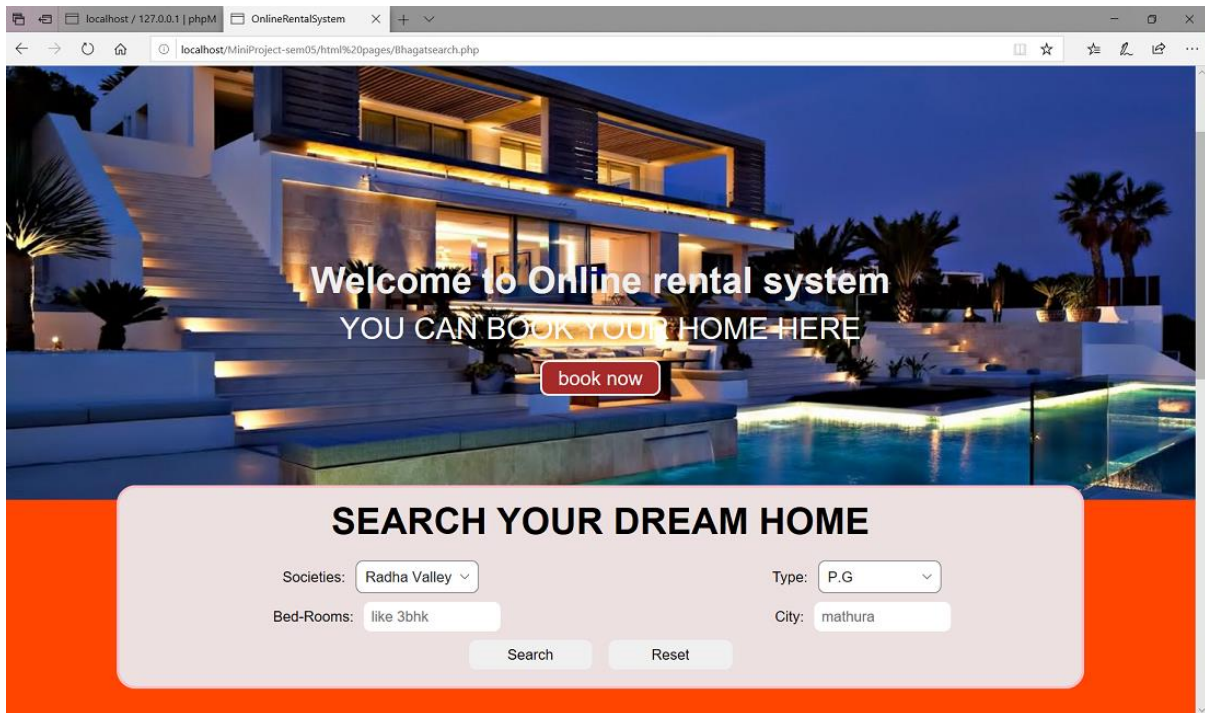 localhost / 127.0.0.1 | phpM OnlineRentalSystem
localhost/MiniProject-sem05/html%20pages/Bhagatsearch.php
Welcome to Online rental system
YOU CAN BOOK YOUR HOME HERE
book now
SEARCH YOUR DREAM HOME
Societies: Radha Valley Type: P.G
Bed-Rooms: like 3bhk City: mathura
Search Reset